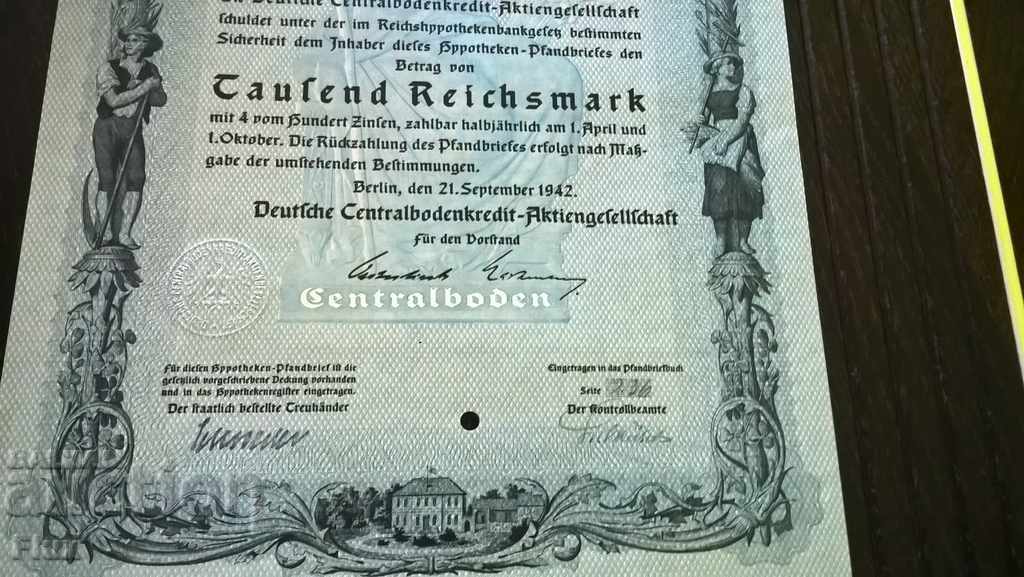 Die Deutsche Centralbodenkredit-Aktiengesellschaft
schuldet unter der im Reichshypothekenbankgesetz bestimmten
Sicherheit dem Inhaber dieses Hypotheken-Pfandbriefes den
Betrag von
Tausend Reichsmark
mit 4 vom Hundert Zinsen, zahlbar halbjährlich am 1. April und
1. Oktober. Die Rückzahlung des Pfandbriefes erfolgt nach Maß-
gabe der umstehenden Bestimmungen.
Berlin, den 21. September 1942.
Deutsche Centralbodenkredit-Aktiengesellschaft
Für den Vorstand
Centralboden
Für diesen Hypotheken-Pfandbrief ist die
gesetzlich vorgeschriebene Deckung vorhanden
und in das Hypothekenregister eingetragen.
Der staatlich bestellte Treuhänder
Eingetragen in das Pfandbriefbuch
Seite
Der Kontrollbeamte